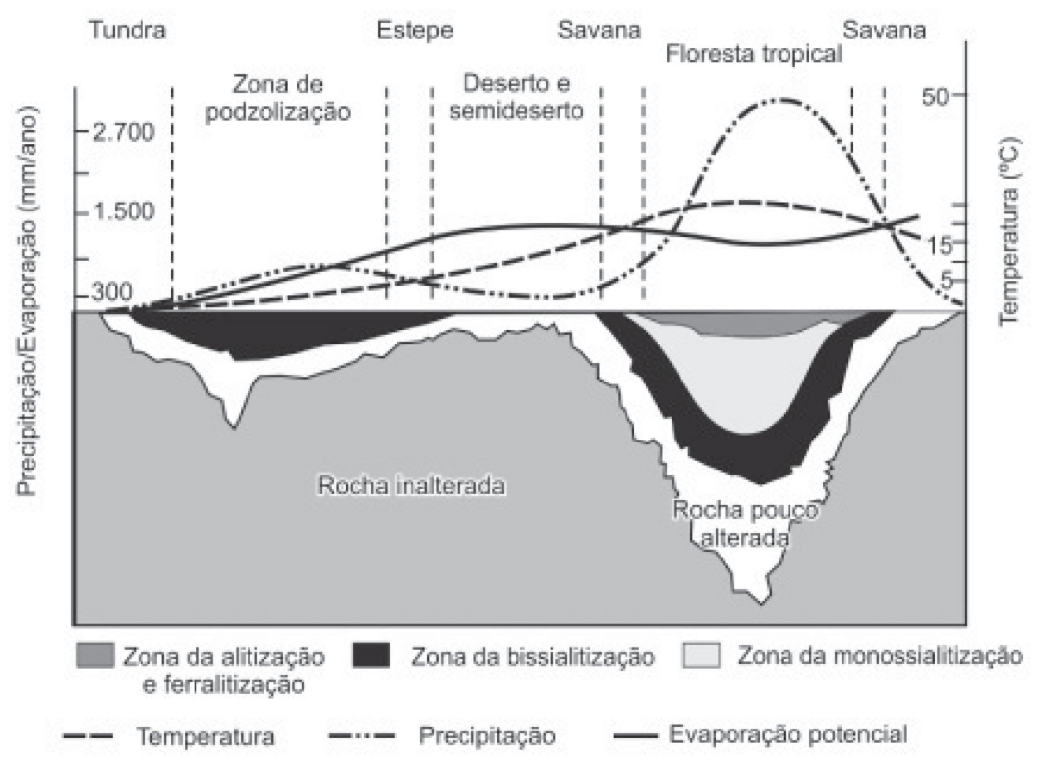 Tundra
Estepe
Savana
Savana
Floresta tropical
Zona de
podzolização
Deserto e
semideserto
Precipitação/Evaporação (mm/ano)
2.700
1.500
300
50
15
5
Temperatura (ºC)
Rocha inalterada
Rocha pouco
alterada
Zona da alitização
e ferralitização
Zona da bissialitização
Zona da monossialitização
Temperatura
Precipitação
Evaporação potencial